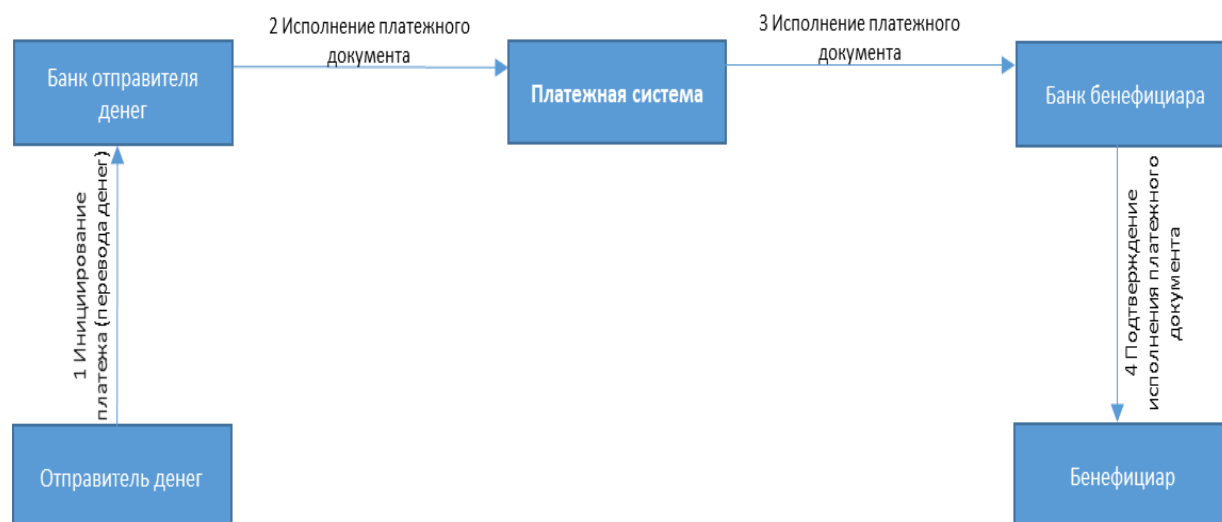 2 Исполнение платежного
документа
3 Исполнение платежного
документа
Банк отправителя
денег
Платежная система
Банк бенефициара
1 Инициирование
платежа (перевода денег)
4 Подтверждение
исполнения платежного
документа
Отправитель денег
Бенефициар